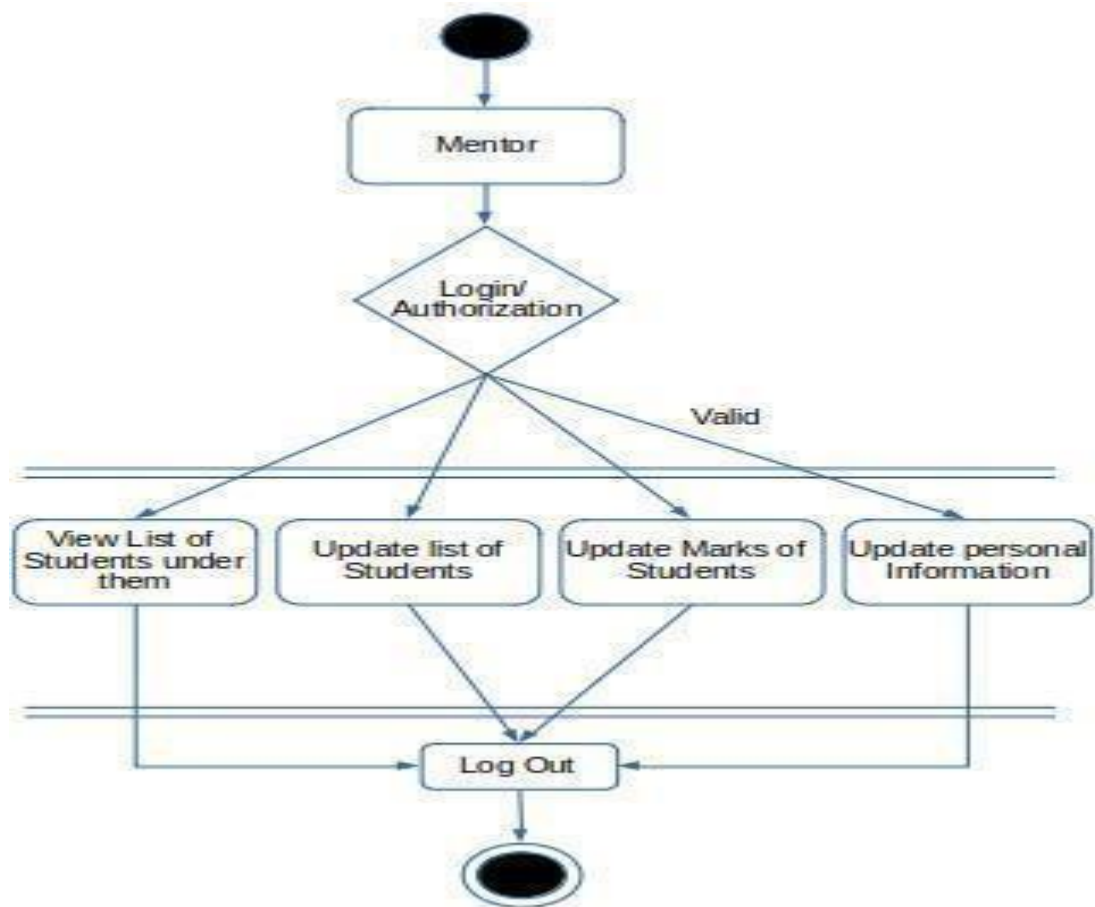 Mentor
Login/
Authorization
Valid
View List of
Students under
them
Update list of
Students
Update Marks of
Students
Update personal
Information
Log Out